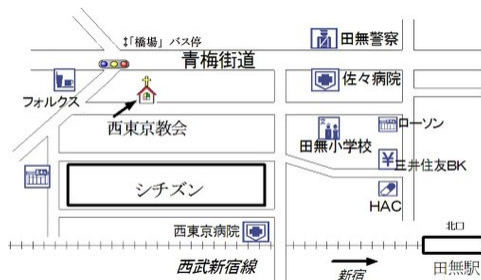 「橋場」バス停
田無警察
青梅街道
佐々病院
フォルクス
西東京教会
ローソン
田無小学校
三井住友BK
シチズン
HAC
西東京病院
北口
西武新宿線
新宿
田無駅